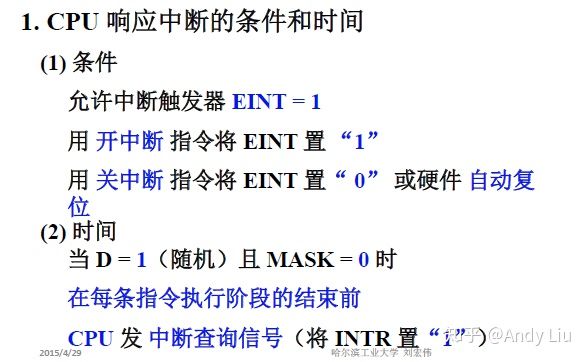 1. CPU 响应中断的条件和时间
(1) 条件
允许中断触发器 EINT = 1
用 开中断 指令将 EINT 置 “1”
用 关中断 指令将 EINT 置“ 0” 或硬件 自动复
位
(2) 时间
当 D = 1（随机）且 MASK = 0 时
在每条指令执行阶段的结束前
CPU 发 中断查询信号（将 INTR 置“1”）
2015/4/29 哈尔滨工业大学 刘宏伟
知乎 @Andy Liu